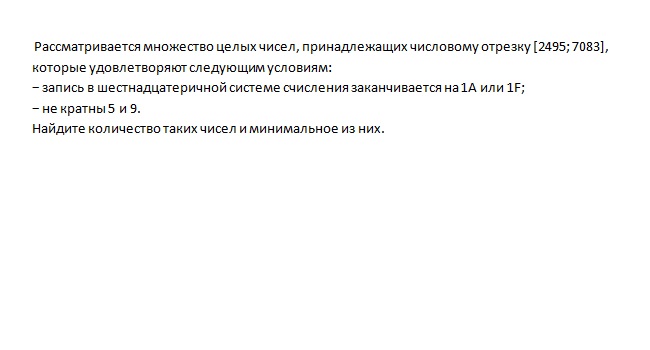 Рассматривается множество целых чисел, принадлежащих числовому отрезку [2495; 7083],
которые удовлетворяют следующим условиям:
− запись в шестнадцатеричной системе счисления заканчивается на 1A или 1F;
− не кратны 5 и 9.
Найдите количество таких чисел и минимальное из них.